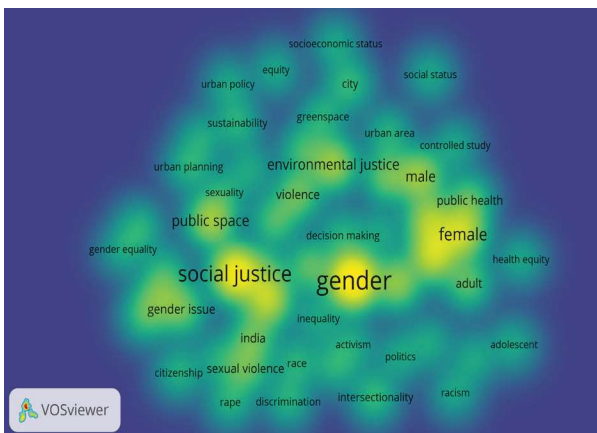 socioeconomic status
equity
social status
urban policy
city
greenspace
sustainability
urban area
controlled study
urban planning
environmental justice
male
sexuality
violence
public health
public space
decision making
female
gender equality
health equity
social justice
gender
adult
gender issue
inequality
india
activism
adolescent
politics
citizenship
sexual violence
race
racism
rape
discrimination
intersectionality
VOSviewer